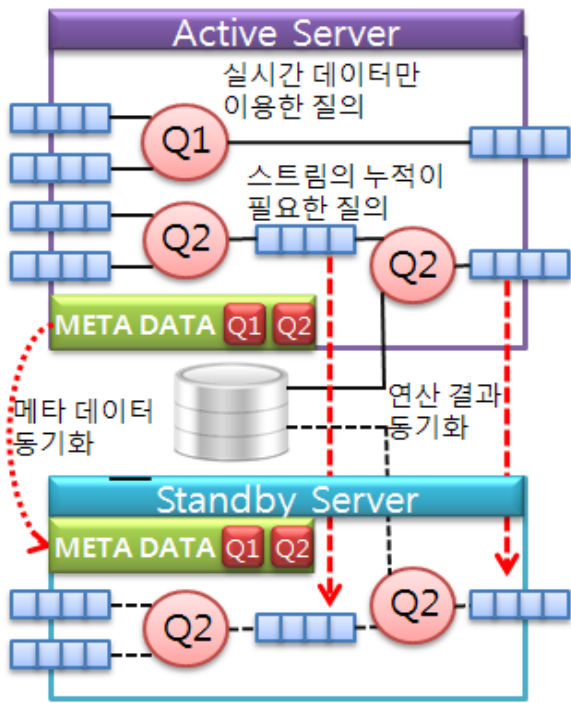 Active Server
실시간 데이터만
이용한 질의
Q1
스트림의 누적이
필요한 질의
Q2
Q2
META DATA Q1 Q2
메타 데이터
동기화
연산 결과
동기화
Standby Server
META DATA Q1 Q2
Q2
Q2